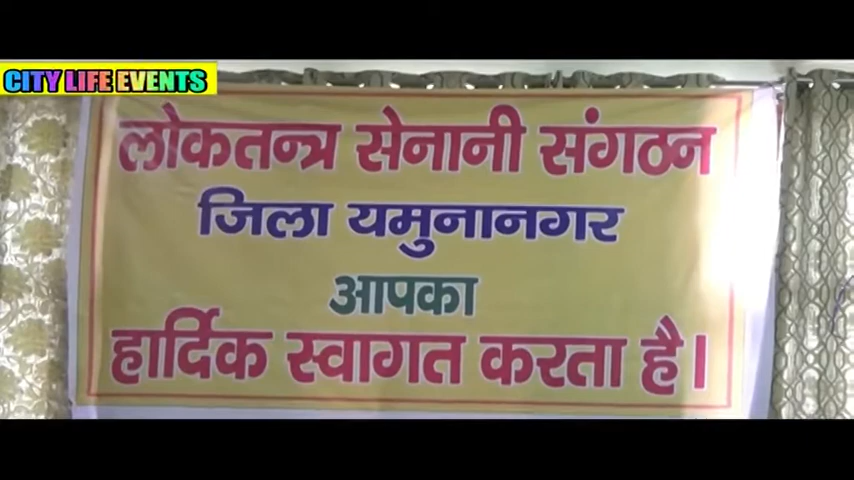 CITY LIFE EVENTS
लोकतन्त्र सेनानी संगठन
जिला यमुनानगर
आपका
हार्दिक स्वागत करता है।